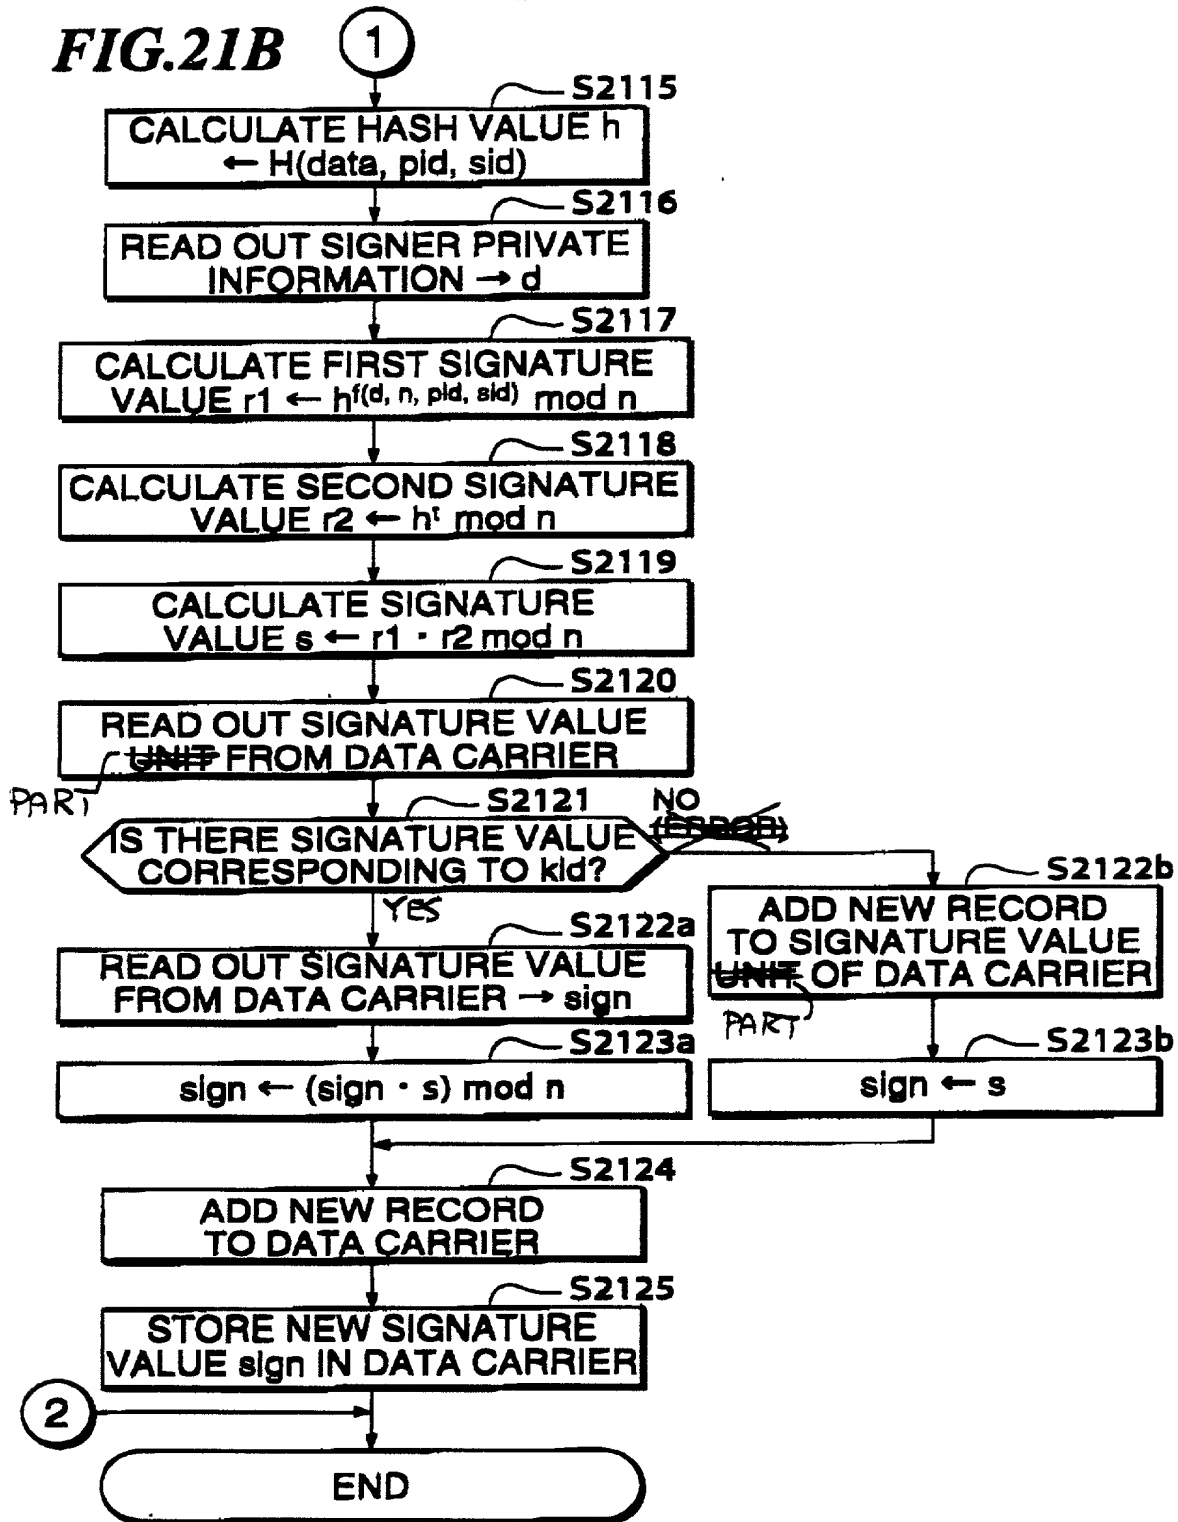 FIG.21B
1
S2115
CALCULATE HASH VALUE h
← H(data, pid, sid)
S2116
READ OUT SIGNER PRIVATE
INFORMATION → d
S2117
CALCULATE FIRST SIGNATURE
VALUE r1 ← h^f(d, n, pid, sid) mod n
S2118
CALCULATE SECOND SIGNATURE
VALUE r2 ← h^t mod n
S2119
CALCULATE SIGNATURE
VALUE s ← r1 · r2 mod n
S2120
READ OUT SIGNATURE VALUE
UNIT FROM DATA CARRIER
PART
S2121
NO
(ERROR)
IS THERE SIGNATURE VALUE
CORRESPONDING TO kid?
YES
S2122a
READ OUT SIGNATURE VALUE
FROM DATA CARRIER → sign
S2122b
ADD NEW RECORD
TO SIGNATURE VALUE
UNIT OF DATA CARRIER
PART
S2123a
sign ← (sign · s) mod n
S2123b
sign ← s
S2124
ADD NEW RECORD
TO DATA CARRIER
S2125
STORE NEW SIGNATURE
VALUE sign IN DATA CARRIER
2
END